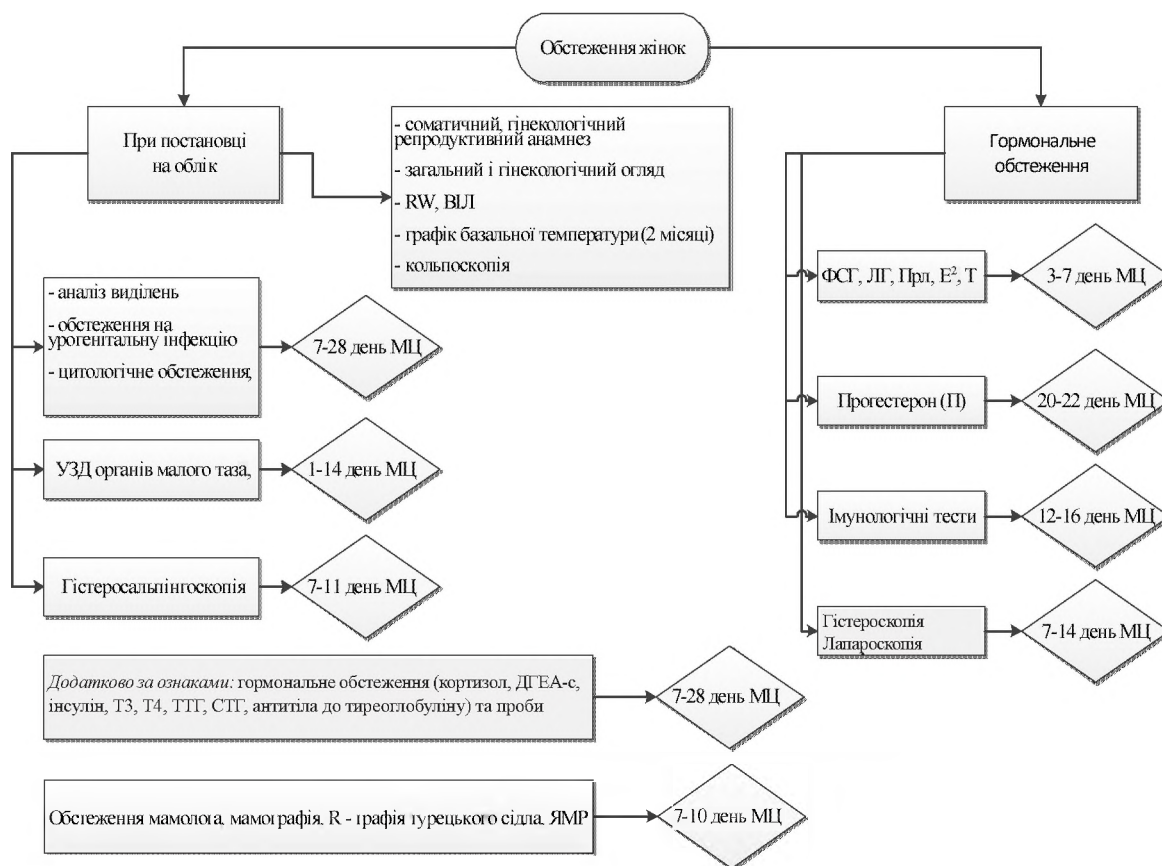 Обстеження жінок
При постановці
на облік
- соматичний, гінекологічний
репродуктивний анамнез
- загальний і гінекологічний огляд
- RW, ВІЛ
- графік базальної температури (2 місяці)
- кольпоскопія
Гормональне
обстеження
- аналіз виділень
- обстеження на
урогенітальну інфекцію
- цитологічне обстеження,
7-28 день МЦ
УЗД органів малого таза,
1-14 день МЦ
Гістеросальпінгоскопія
7-11 день МЦ
ФСГ, ЛГ, Прл, Е², Т
3-7 день МЦ
Прогестерон (П)
20-22 день МЦ
Імунологічні тести
12-16 день МЦ
Гістероскопія
Лапароскопія
7-14 день МЦ
Додатково за ознаками: гормональне обстеження (кортизол, ДГЕА-с,
інсулін, Т3, Т4, ТТГ, СТГ, антитіла до тиреоглобуліну) та проби
7-28 день МЦ
Обстеження мамолога, мамографія, R - графія турецького сідла, ЯМР
7-10 день МЦ